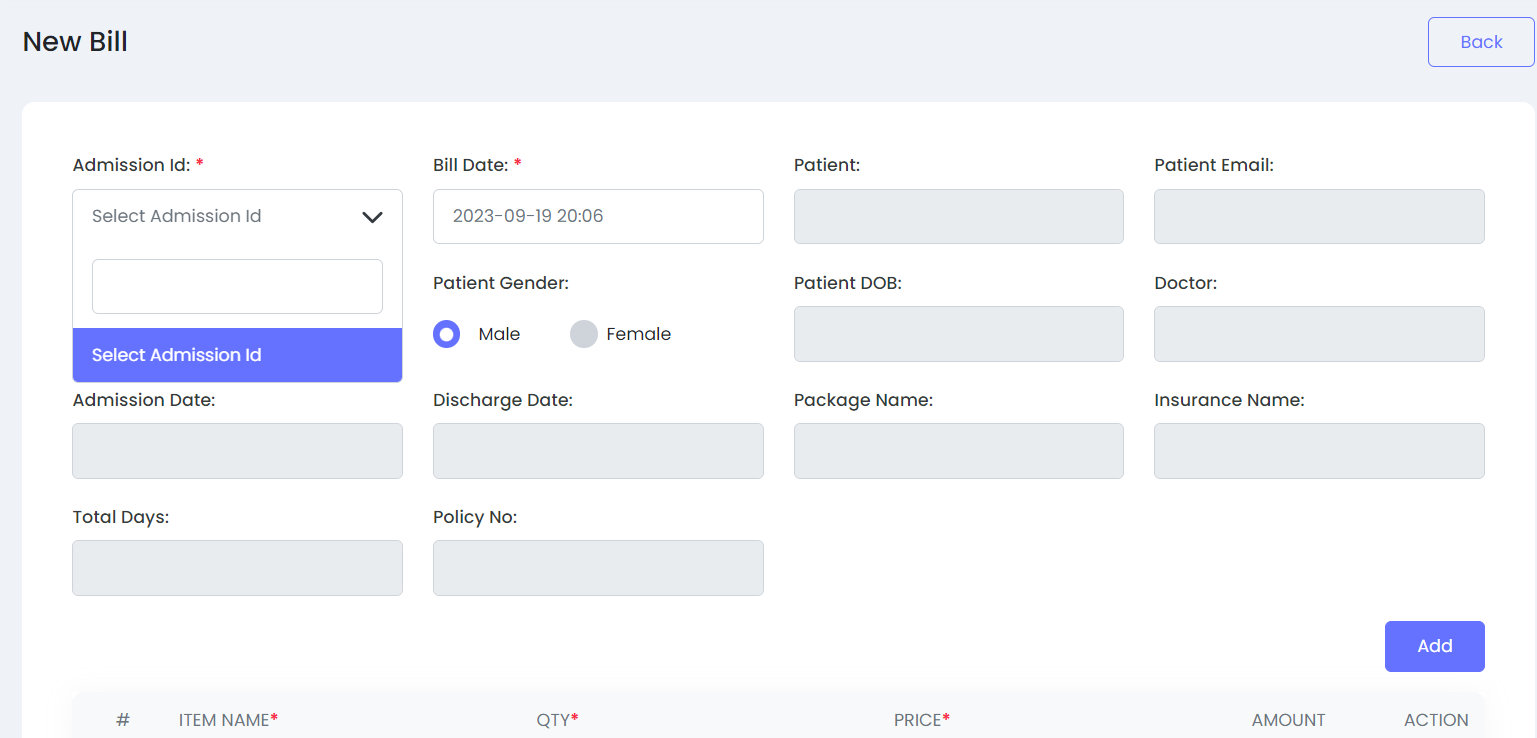 New Bill
Back
Admission Id: *
Bill Date: *
Patient:
Patient Email:
Select Admission Id
2023-09-19 20:06
Patient Gender:
Patient DOB:
Doctor:
Male
Female
Select Admission Id
Admission Date:
Discharge Date:
Package Name:
Insurance Name:
Total Days:
Policy No:
Add
# ITEM NAME* QTY* PRICE* AMOUNT ACTION